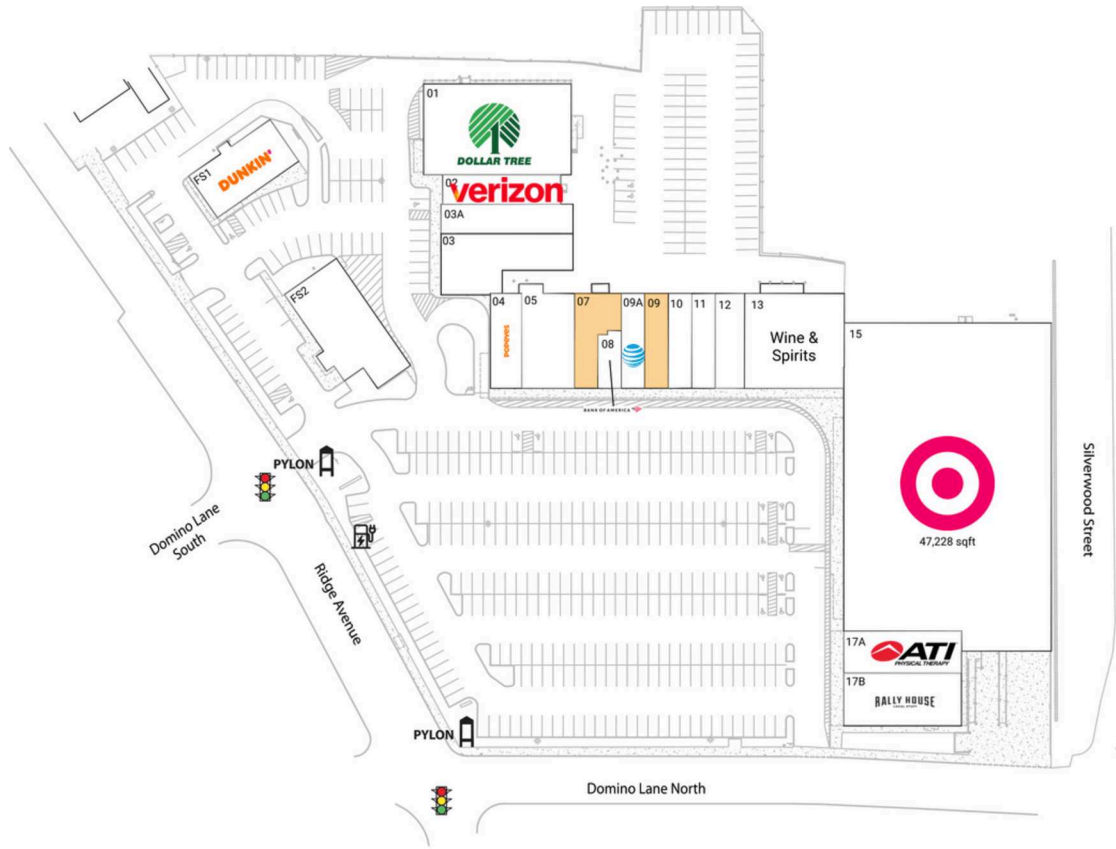 01
DOLLAR TREE
02
verizon
03A
03
FS1
DUNKIN'
FS2
04
05
07
09A
09
10
11
12
13
POPEYES
08
Wine &
Spirits
BANK OF AMERICA
15
47,228 sqft
Silverwood Street
PYLON
Domino Lane
South
Ridge Avenue
17A
ATI
PHYSICAL THERAPY
17B
RALLY HOUSE
PYLON
Domino Lane North